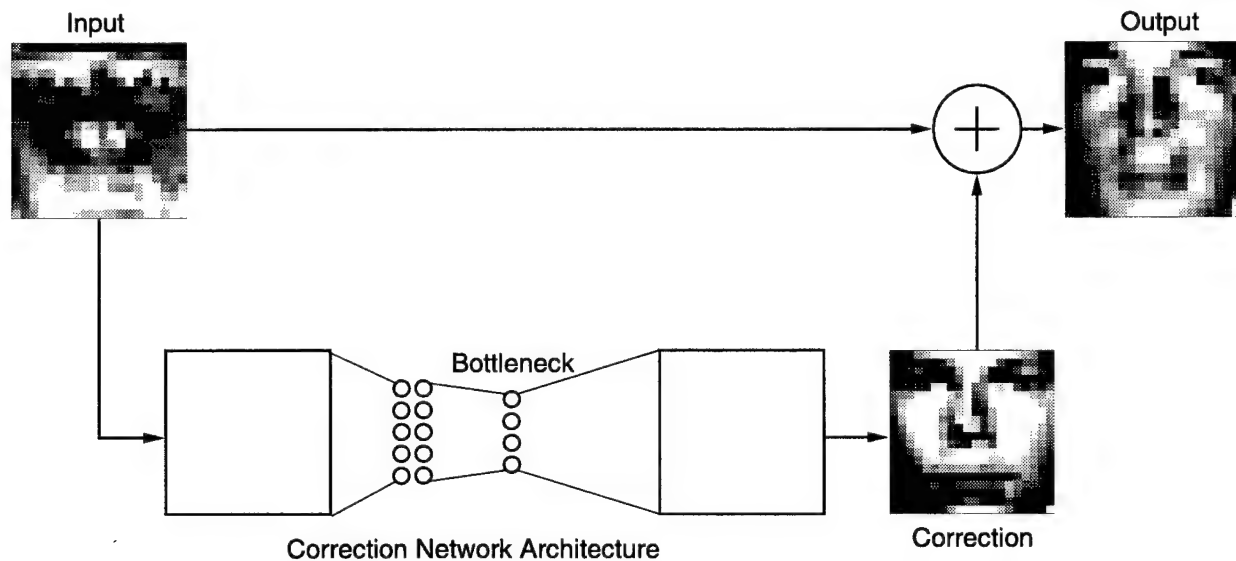 Input
Output
Bottleneck
Correction Network Architecture
Correction